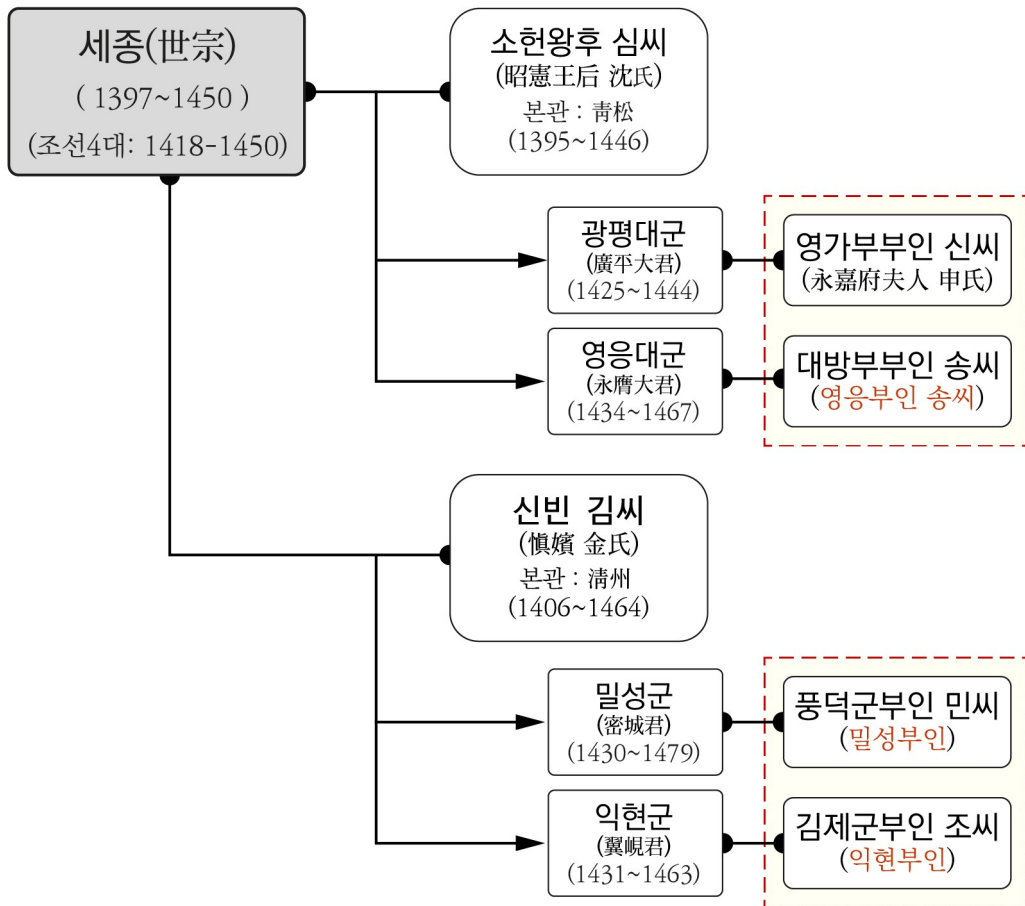 세종(世宗)
( 1397~1450 )
(조선4대: 1418-1450)
소헌왕후 심씨
(昭憲王后 沈氏)
본관 : 靑松
(1395~1446)
광평대군
(廣平大君)
(1425~1444)
영가부부인 신씨
(永嘉府夫人 申氏)
영응대군
(永膺大君)
(1434~1467)
대방부부인 송씨
(영응부인 송씨)
신빈 김씨
(愼嬪 金氏)
본관 : 淸州
(1406~1464)
밀성군
(密城君)
(1430~1479)
풍덕군부인 민씨
(밀성부인)
익현군
(翼峴君)
(1431~1463)
김제군부인 조씨
(익현부인)